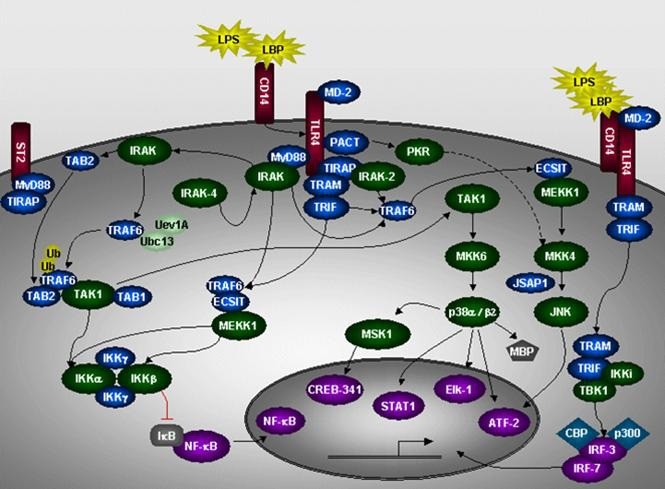 LPS
LBP
CD14
MD-2
TLR4
LPS
LBP
MD-2
CD14
TLR4
ST2
MyD88
TIRAP
TAB2
IRAK
IRAK-4
IRAK
MyD88
PACT
TIRAP
TRAM
TRIF
IRAK-2
PKR
TRAF6
ECSIT
MEKK1
TAK1
TRAM
TRIF
TRAF6
Uev1A
Ubc13
Ub
Ub
TRAF6
TAB2
TAK1
TAB1
TRAF6
ECSIT
MEKK1
MKK6
MKK4
JSAP1
p38α/β2
JNK
MSK1
MBP
TRAM
TRIF
IKKi
TBK1
IKKγ
IKKα
IKKβ
IKKγ
CREB-341
STAT1
Elk-1
ATF-2
NF-κB
IκB
NF-κB
CBP
p300
IRF-3
IRF-7